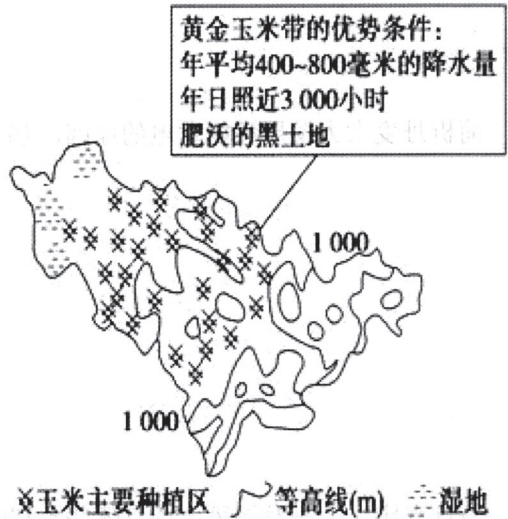 黄金玉米带的优势条件:
年平均400~800毫米的降水量
年日照近3 000小时
肥沃的黑土地
1 000
1 000
玉米主要种植区 等高线(m) 湿地